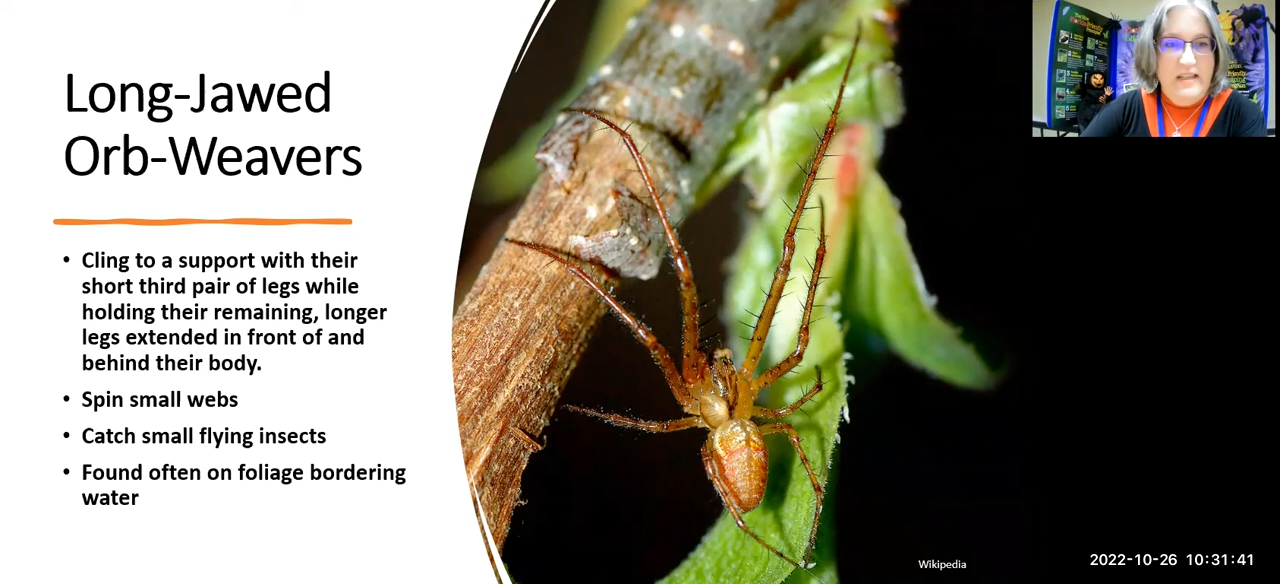 Long-Jawed
Orb-Weavers
• Cling to a support with their
short third pair of legs while
holding their remaining, longer
legs extended in front of and
behind their body.
• Spin small webs
• Catch small flying insects
• Found often on foliage bordering
water
Wikipedia
2022-10-26 10:31:41